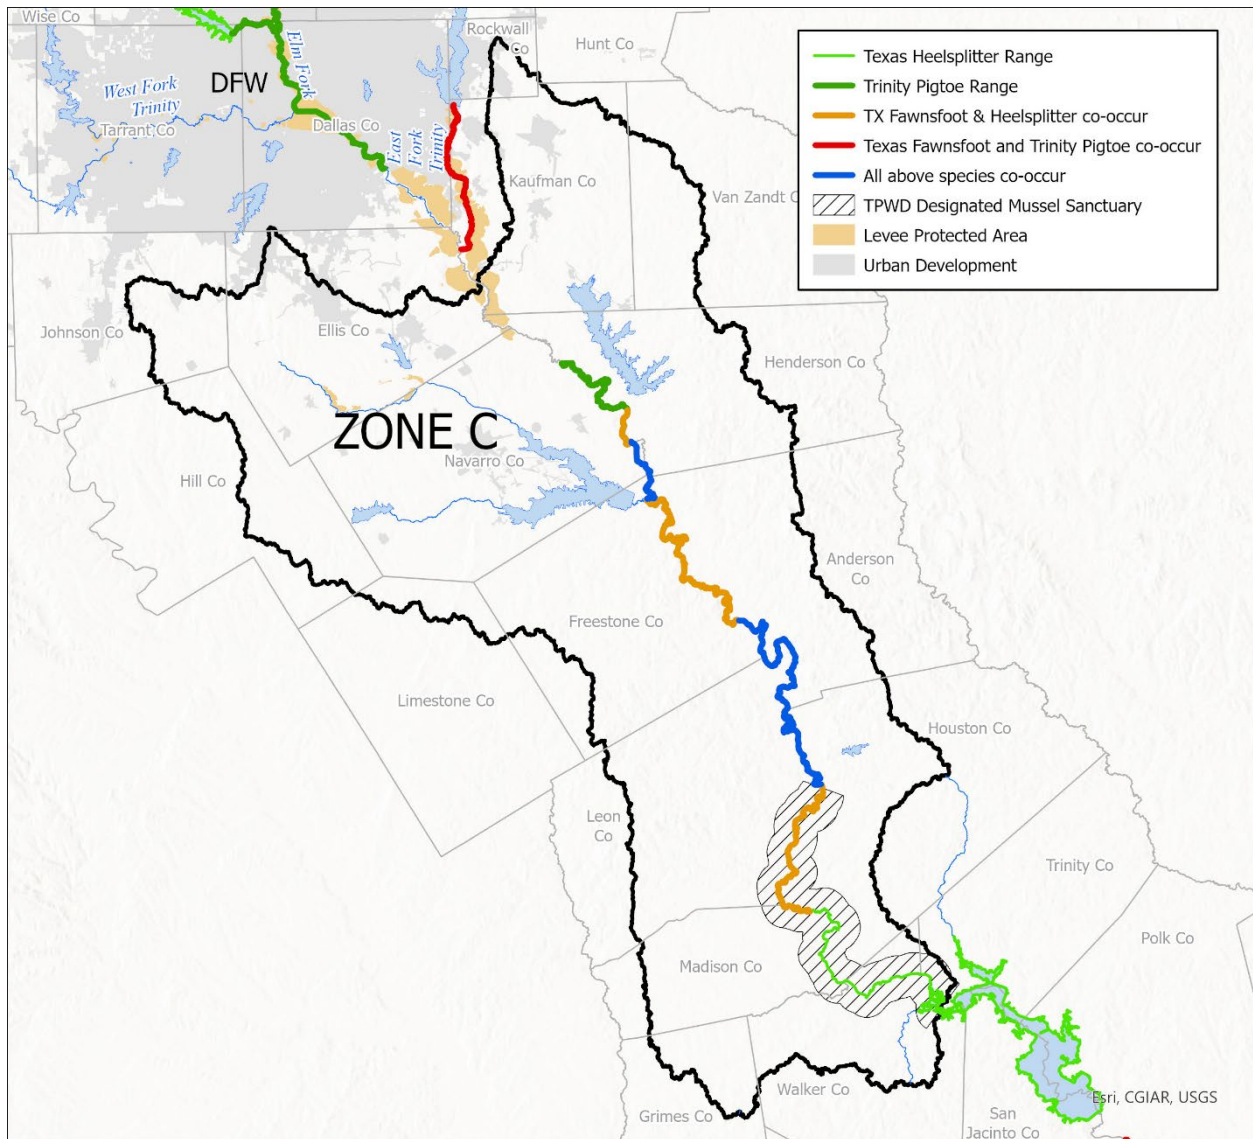 Wise Co
Rockwall
Co
Hunt Co
Elm Fork
DFW
West Fork
Trinity
Tarrant Co
Dallas Co
East
Fork
Trinity
Kaufman Co
Van Zandt C
Texas Heelsplitter Range
Trinity Pigtoe Range
TX Fawnsfoot & Heelsplitter co-occur
Texas Fawnsfoot and Trinity Pigtoe co-occur
All above species co-occur
TPWD Designated Mussel Sanctuary
Levee Protected Area
Urban Development
Johnson Co
Ellis Co
Henderson Co
ZONE C
Navarro Co
Hill Co
Anderson
Co
Freestone Co
Limestone Co
Houston Co
Leon
Co
Trinity Co
Polk Co
Madison Co
Walker Co
Grimes Co
San
Jacinto Co
Esri, CGIAR, USGS